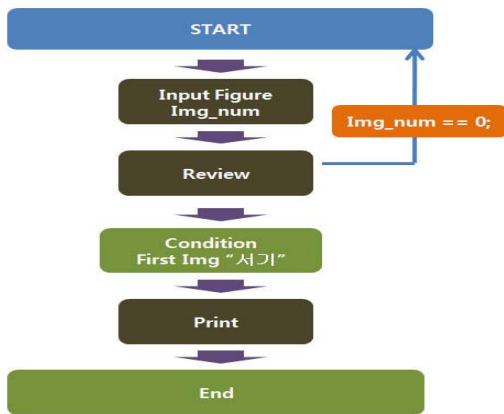 START
Input Figure
Img_num
Img_num == 0;
Review
Condition
First Img “서기”
Print
End